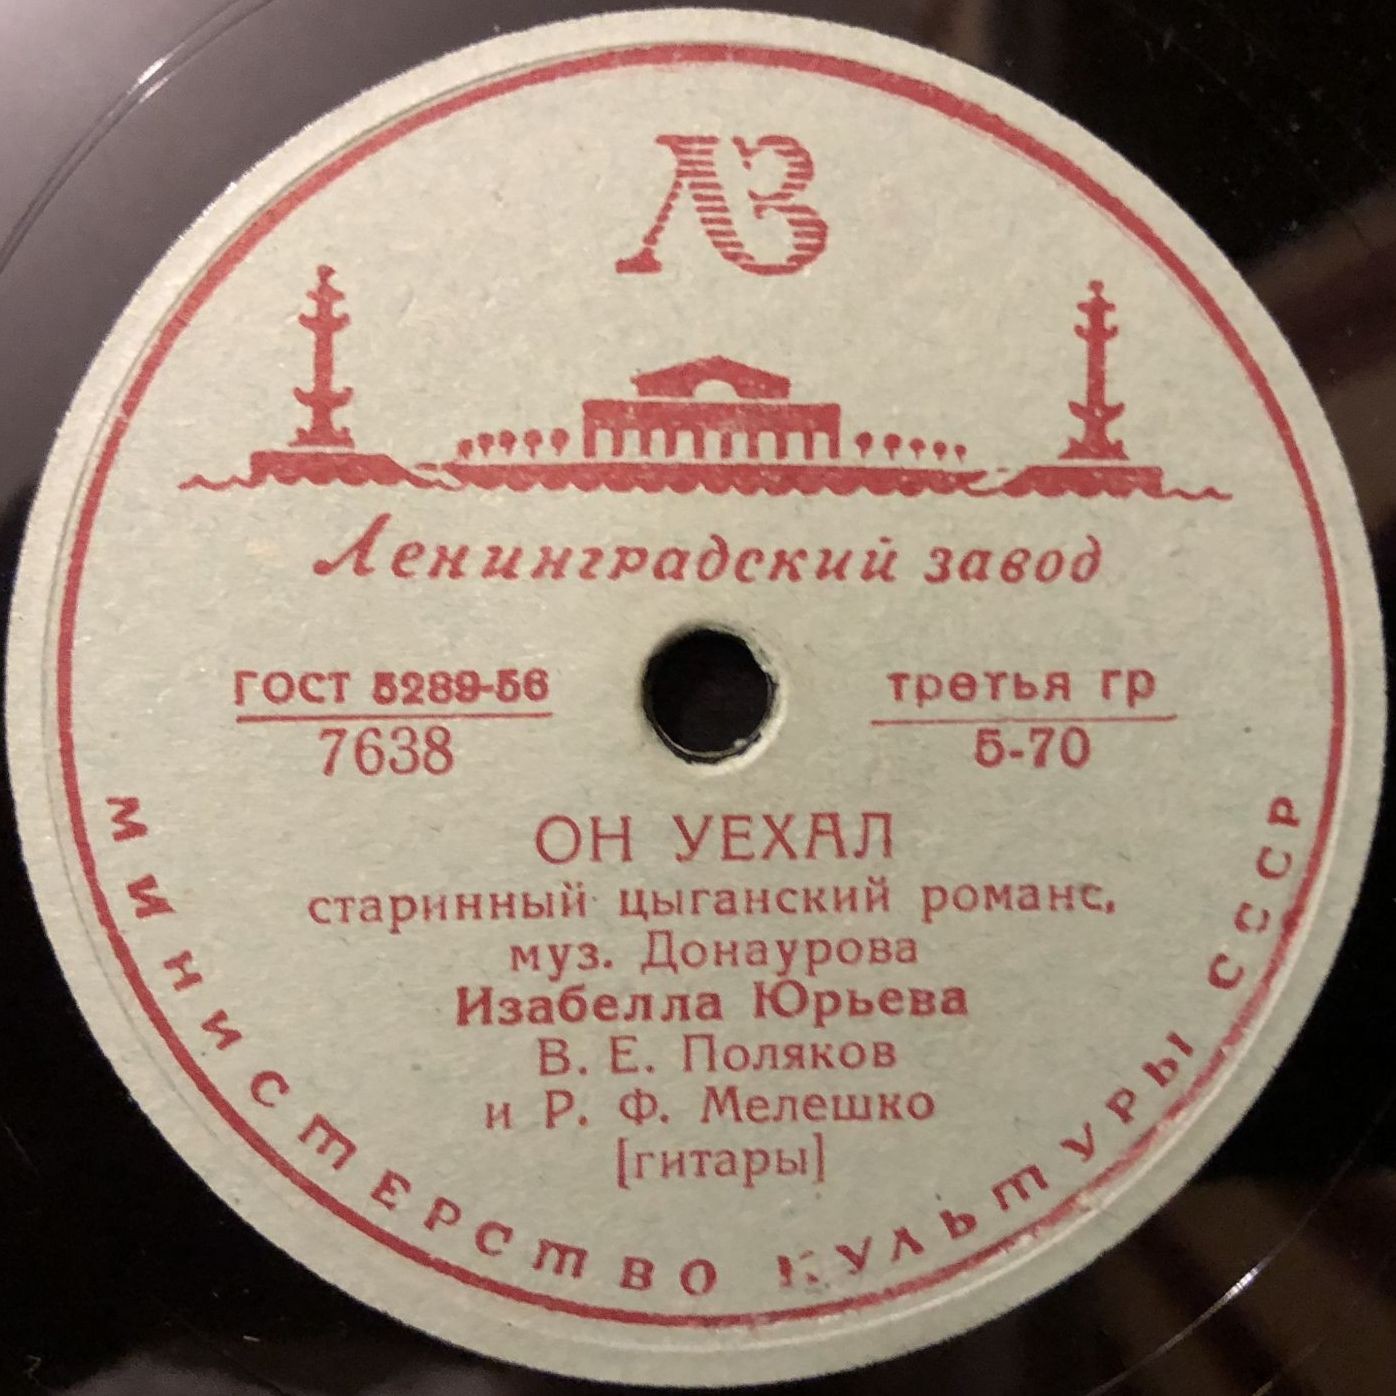 ЛЗ
Ленинградский завод
ГОСТ 5289-56
7638
третья гр
5-70
ОН УЕХАЛ
старинный цыганский романс,
муз. Донаурова
Изабелла Юрьева
В. Е. Поляков
и Р. Ф. Мелешко
[гитары]
МИНИСТЕРСТВО КУЛЬТУРЫ СССР